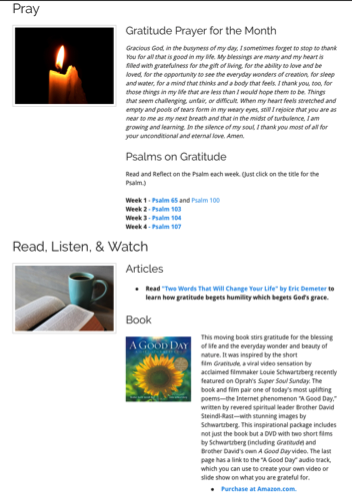 Pray
Gratitude Prayer for the Month
Gracious God, in the busyness of my day, I sometimes forget to stop to thank
You for all that is good in my life. My blessings are many and my heart is
filled with gratefulness for the gift of living, for the ability to love and be
loved, for the opportunity to see the everyday wonders of creation, for sleep
and water, for a mind that thinks and a body that feels. I thank you, too, for
those things in my life that are less than I would hope them to be. Things
that seem challenging, unfair, or difficult. When my heart feels stretched and
empty and pools of tears form in my weary eyes, still I rejoice that you are as
near to me as my next breath and that in the midst of turbulence, I am
growing and learning. In the silence of my soul, I thank you most of all for
your unconditional and eternal love. Amen.
Psalms on Gratitude
Read and Reflect on the Psalm each week. (Just click on the title for the
Psalm.)
Week 1 - Psalm 65 and Psalm 100
Week 2 - Psalm 103
Week 3 - Psalm 104
Week 4 - Psalm 107
Read, Listen, & Watch
Articles
• Read "Two Words That Will Change Your Life" by Eric Demeter to
learn how gratitude begets humility which begets God's grace.
Book
A GOOD DAY
This moving book stirs gratitude for the blessing
of life and the everyday wonder and beauty of
nature. It was inspired by the short
film Gratitude, a viral video sensation by
acclaimed filmmaker Louie Schwartzberg recently
featured on Oprah's Super Soul Sunday. The
book and film pair one of today's most uplifting
poems—the Internet phenomenon "A Good Day,"
written by revered spiritual leader Brother David
Steindl-Rast—with stunning images by
Schwartzberg. This inspirational package includes
not just the book but a DVD with two short films
by Schwartzberg (including Gratitude) and
Brother David's own A Good Day video. The last
page has a link to the "A Good Day" audio track,
which you can use to create your own video or
slide show on what you are grateful for.
• Purchase at Amazon.com.